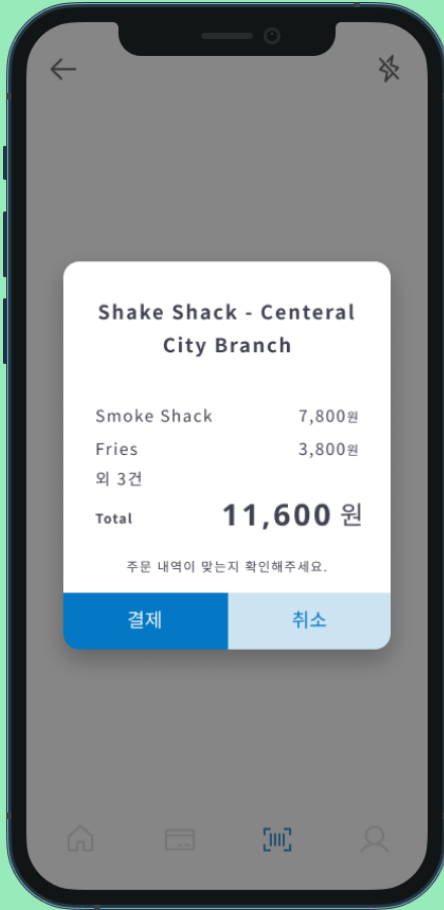 Shake Shack - Centeral
City Branch
Smoke Shack 7,800원
Fries 3,800원
외 3건
Total 11,600 원
주문 내역이 맞는지 확인해주세요.
결제 취소